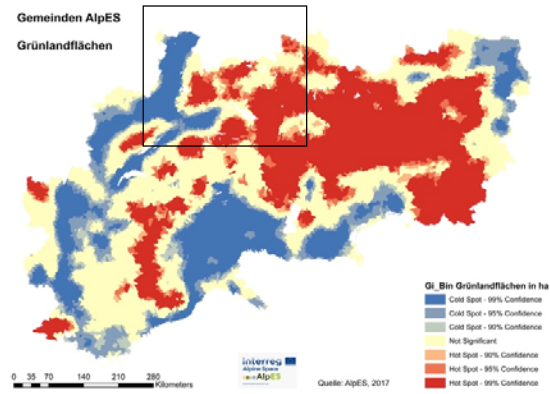 Gemeinden AlpES
Grünlandflächen
Gi_Bin Grünlandflächen in ha
Cold Spot - 99% Confidence
Cold Spot - 95% Confidence
Cold Spot - 90% Confidence
Not Significant
Hot Spot - 90% Confidence
Hot Spot - 95% Confidence
Hot Spot - 99% Confidence
0 35 70 140 210 280
Kilometers
Interreg
Alpine Space
AlpES
Quelle: AlpES, 2017